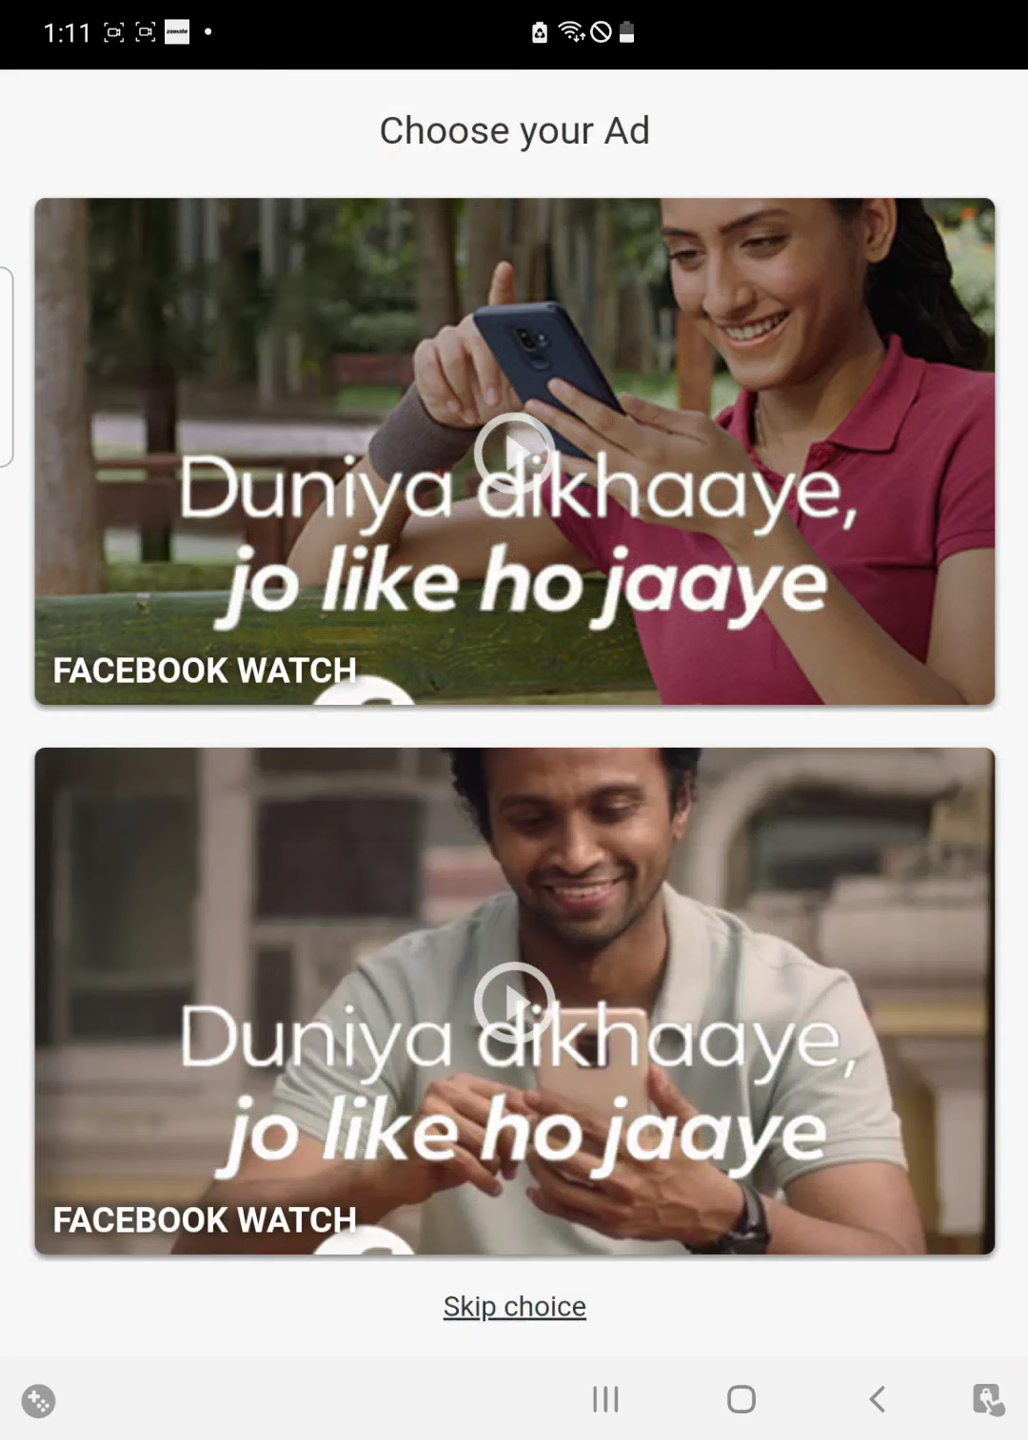 1:11
zomato
Choose your Ad
Duniya dikhaaye,
jo like ho jaaye
FACEBOOK WATCH
Duniya dikhaaye,
jo like ho jaaye
FACEBOOK WATCH
Skip choice